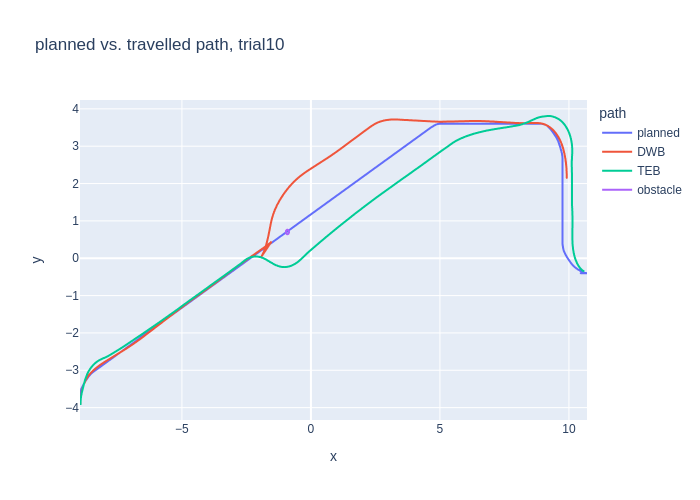 planned vs. travelled path, trial10
path
planned
DWB
TEB
obstacle
4
3
2
1
0
−1
−2
−3
−4
y
−5
0
5
10
x